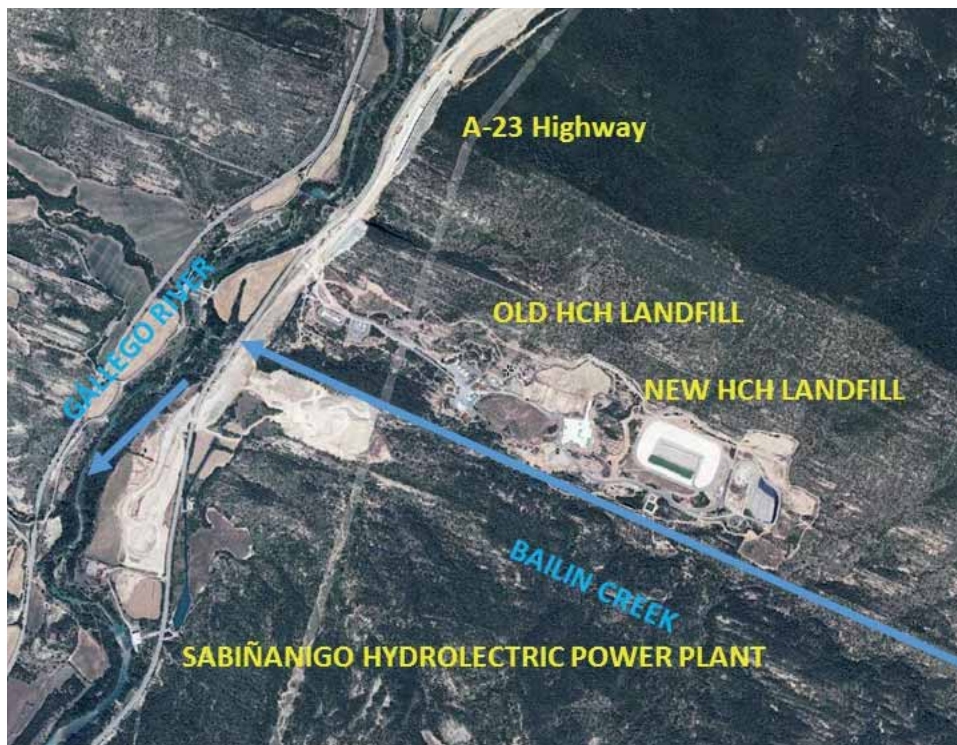 A-23 Highway
OLD HCH LANDFILL
GALLEGO RIVER
NEW HCH LANDFILL
BAILIN CREEK
SABIÑANIGO HYDROLECTRIC POWER PLANT